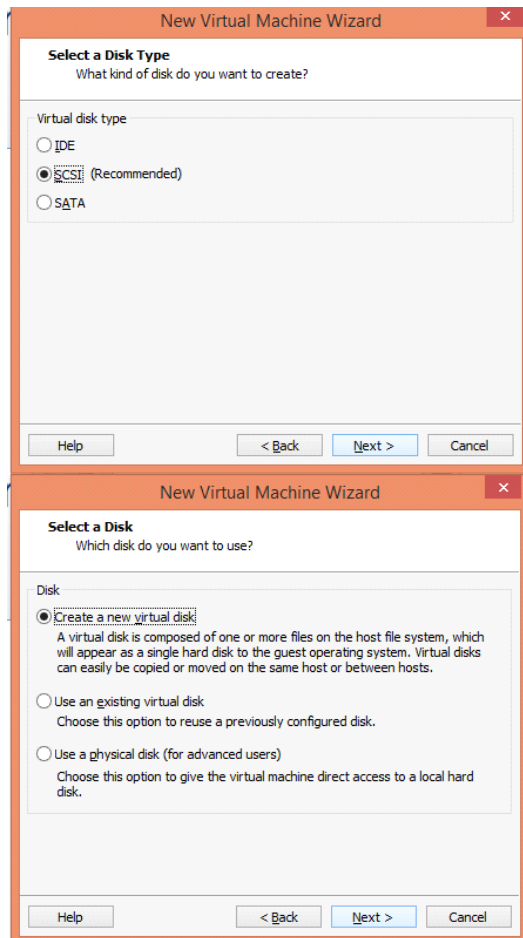 New Virtual Machine Wizard
Select a Disk Type
What kind of disk do you want to create?
Virtual disk type
IDE
SCSI (Recommended)
SATA
Help
< Back
Next >
Cancel
New Virtual Machine Wizard
Select a Disk
Which disk do you want to use?
Disk
Create a new virtual disk
A virtual disk is composed of one or more files on the host file system, which
will appear as a single hard disk to the guest operating system. Virtual disks
can easily be copied or moved on the same host or between hosts.
Use an existing virtual disk
Choose this option to reuse a previously configured disk.
Use a physical disk (for advanced users)
Choose this option to give the virtual machine direct access to a local hard
disk.
Help
< Back
Next >
Cancel